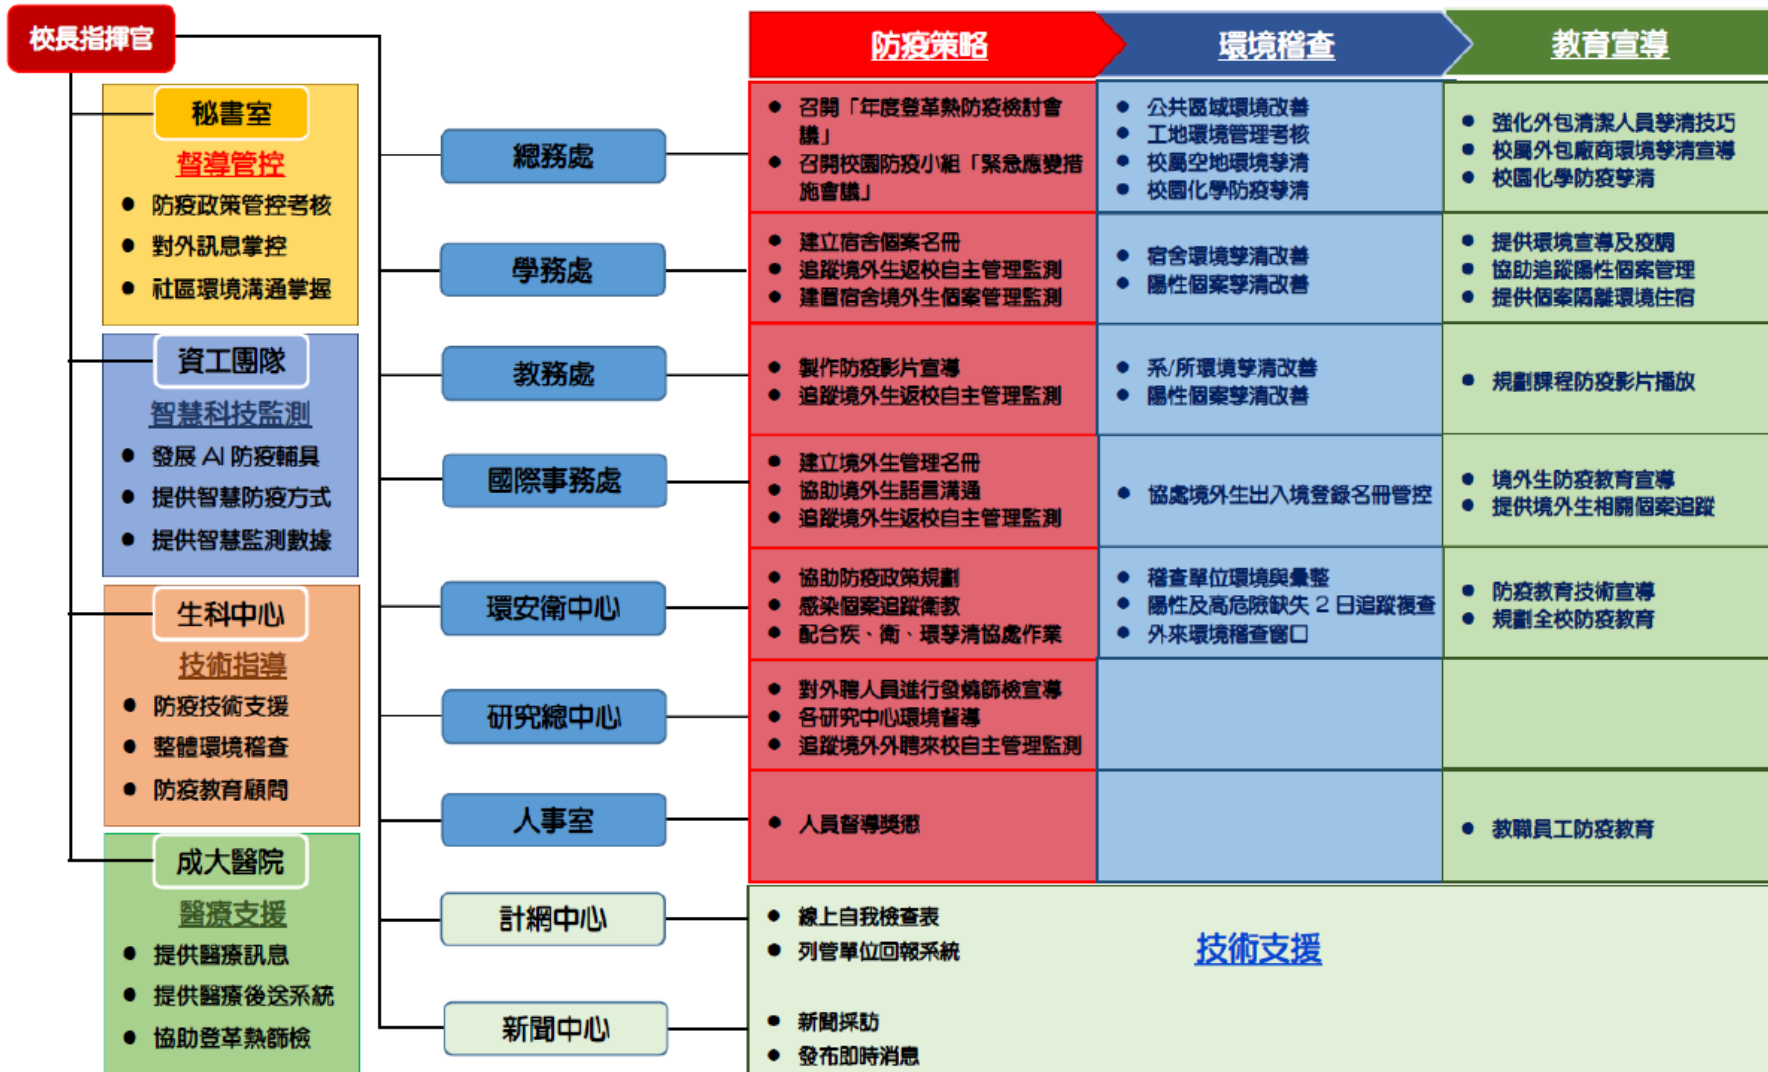 校長指揮官
秘書室
督導管控
● 防疫政策管控考核
● 對外訊息掌控
● 社區環境溝通掌握
資工團隊
智慧科技監測
● 發展 AI 防疫輔具
● 提供智慧防疫方式
● 提供智慧監測數據
生科中心
技術指導
● 防疫技術支援
● 整體環境稽查
● 防疫教育顧問
成大醫院
醫療支援
● 提供醫療訊息
● 提供醫療後送系統
● 協助登革熱篩檢
防疫策略
環境稽查
教育宣導
總務處
● 召開「年度登革熱防疫檢討會
議」
● 召開校園防疫小組「緊急應變措
施會議」
● 公共區域環境改善
● 工地環境管理考核
● 校屬空地環境孳清
● 校園化學防疫孳清
● 強化外包清潔人員孳清技巧
● 校屬外包廠商環境孳清宣導
● 校園化學防疫孳清
學務處
● 建立宿舍個案名冊
● 追蹤境外生返校自主管理監測
● 建置宿舍境外生個案管理監測
● 宿舍環境孳清改善
● 陽性個案孳清改善
● 提供環境宣導及疫調
● 協助追蹤陽性個案管理
● 提供個案隔離環境住宿
教務處
● 製作防疫影片宣導
● 追蹤境外生返校自主管理監測
● 系/所環境孳清改善
● 陽性個案孳清改善
● 規劃課程防疫影片播放
國際事務處
● 建立境外生管理名冊
● 協助境外生語言溝通
● 追蹤境外生返校自主管理監測
● 協處境外生出入境登錄名冊管控
● 境外生防疫教育宣導
● 提供境外生相關個案追蹤
環安衛中心
● 協助防疫政策規劃
● 感染個案追蹤衛教
● 配合疾、衛、環孳清協處作業
● 稽查單位環境與彙整
● 陽性及高危險缺失 2 日追蹤複查
● 外來環境稽查窗口
● 防疫教育技術宣導
● 規劃全校防疫教育
研究總中心
● 對外聘人員進行發燒篩檢宣導
● 各研究中心環境督導
● 追蹤境外外聘來校自主管理監測
人事室
● 人員督導獎懲
● 教職員工防疫教育
計網中心
● 線上自我檢查表
● 列管單位回報系統
技術支援
新聞中心
● 新聞採訪
● 發布即時消息